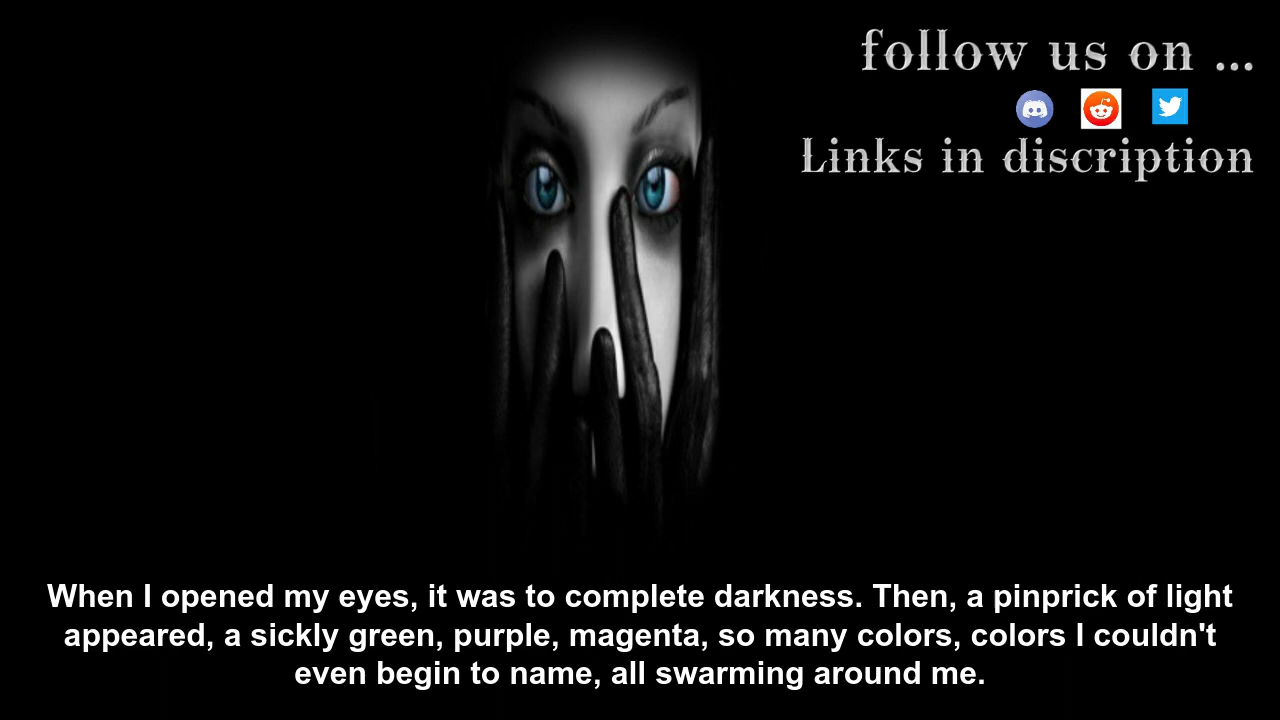 follow us on ...
Links in discription
When I opened my eyes, it was to complete darkness. Then, a pinprick of light
appeared, a sickly green, purple, magenta, so many colors, colors I couldn't
even begin to name, all swarming around me.